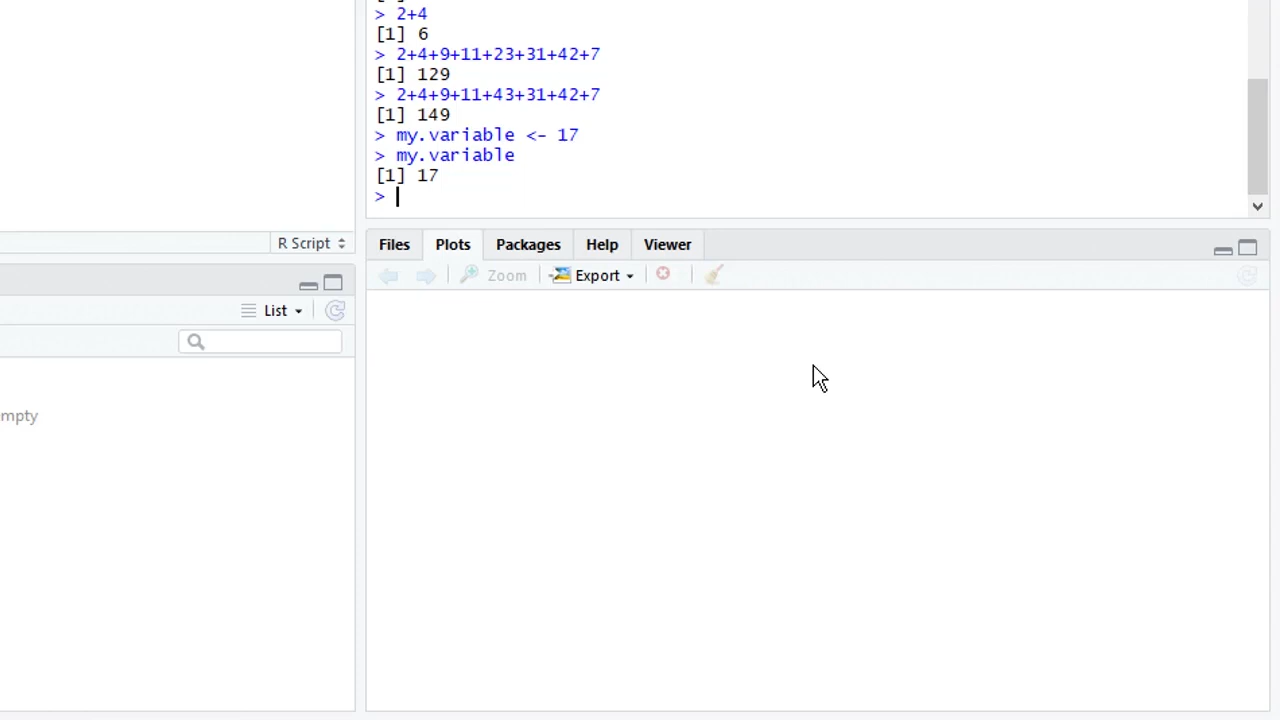 > 2+4
[1] 6
> 2+4+9+11+23+31+42+7
[1] 129
> 2+4+9+11+43+31+42+7
[1] 149
> my.variable <- 17
> my.variable
[1] 17
>
R Script
Files Plots Packages Help Viewer
Zoom Export
List
mpty